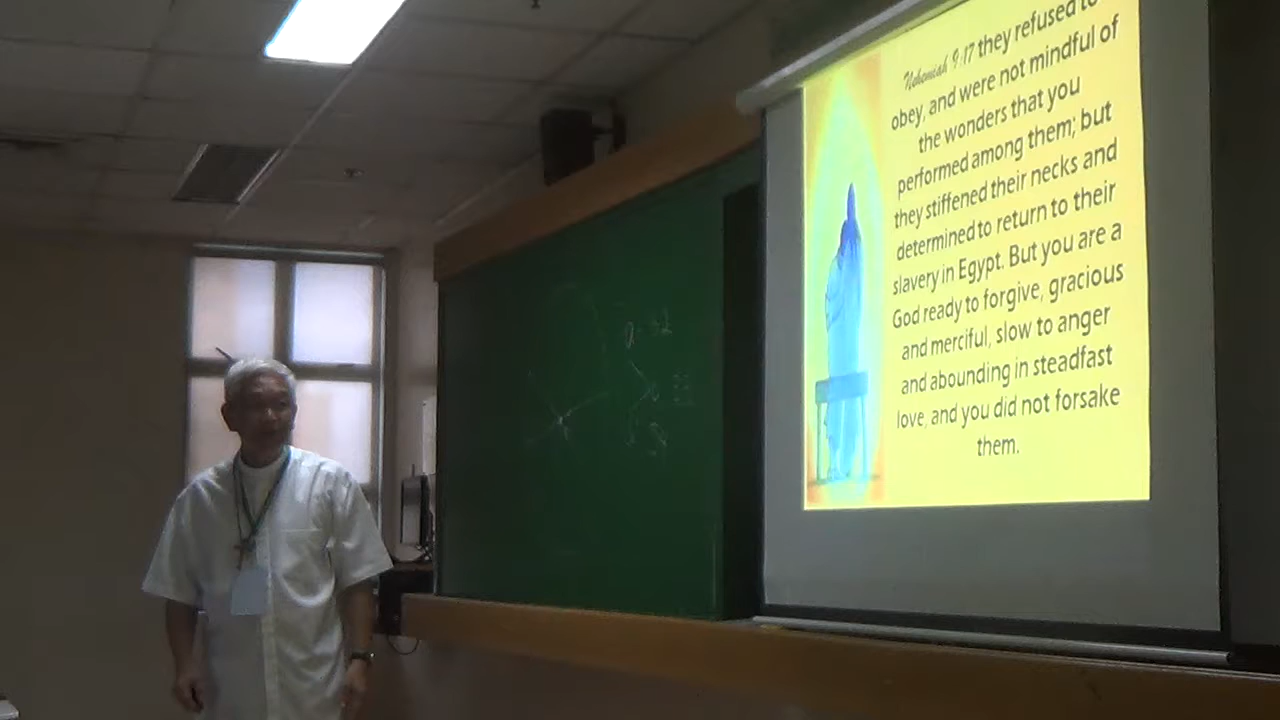 Nehemiah 9:17 they refused to
obey, and were not mindful of
the wonders that you
performed among them; but
they stiffened their necks and
determined to return to their
slavery in Egypt. But you are a
God ready to forgive, gracious
and merciful, slow to anger
and abounding in steadfast
love, and you did not forsake
them.